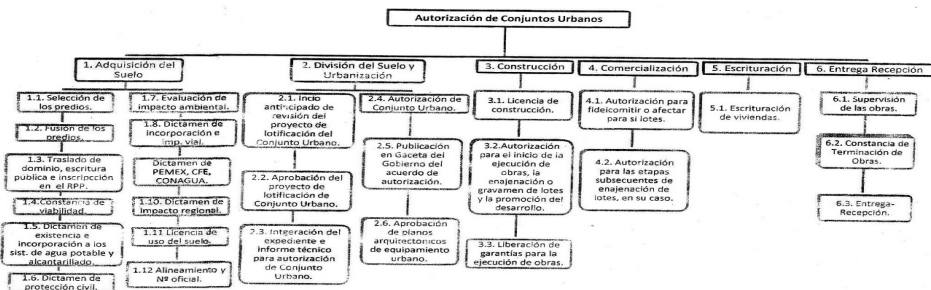 Autorización de Conjuntos Urbanos
1. Adquisición del
Suelo
1.1. Selección de
los predios.
1.2. Fusión de los
predios.
1.3. Traslado de
dominio, escritura
publica e inscripción
en el RPP.
1.4.Constancia de
viabilidad.
1.5. Dictamen de
existencia e
incorporación a los
sist. de agua potable y
alcantarillado.
1.6. Dictamen de
protección civil.
1.7. Evaluación de
impacto ambiental.
1.8. Dictamen de
incorporación e
Imp. vial.
Dictamen de
PEMEX, CFE,
CONAGUA.
1.10. Dictamen de
impacto regional.
1.11 Licencia de
uso del suelo.
1.12 Alineamiento y
Nº oficial.
2. División del Suelo y
Urbanización
2.1. Incio
anticipado de
revisión del
proyecto de
lotificación del
Conjunto Urbano.
2.2. Aprobación del
proyecto de
lotificación de
Conjunto Urbano.
2.3. Intgeración del
expediente e
informe técnico
para autorización
de Conjunto
Urbano.
2.4. Autorización de
Conjunto Urbano.
2.5. Publicación
en Gaceta del
Gobierno del
acuerdo de
autorización.
2.6. Aprobación
de planos
arquitectónicos
de equipamiento
urbano.
3. Construcción
3.1. Licencia de
construcción.
3.2.Autorización
para el inicio de la
ejecución de
obras, la
enajenación o
gravamen de lotes
y la promoción del
desarrollo.
3.3. Liberación de
garantías para la
ejecución de obras.
4. Comercialización
4.1. Autorización para
fideicomitir o afectar
para si lotes.
4.2. Autorización
para las etapas
subsecuentes de
enajenación de
lotes, en su caso.
5. Escrituración
5.1. Escrituración
de viviendas.
6. Entrega Recepción
6.1. Supervisión
de las obras.
6.2. Constancia de
Terminación de
Obras.
6.3. Entrega-
Recepción.